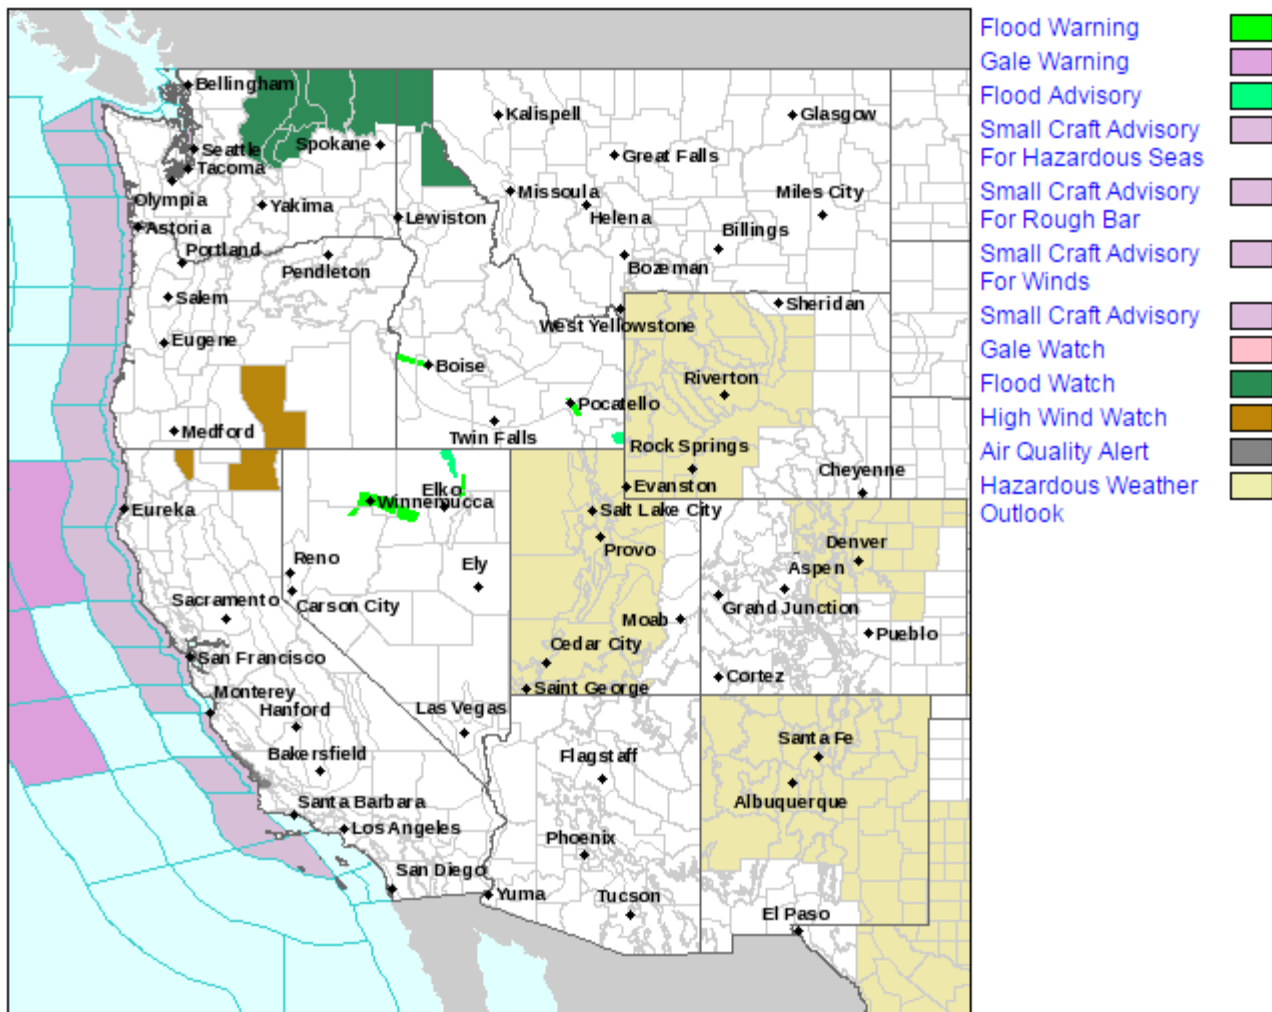 Bellingham
Seattle
Tacoma
Olympia
Astoria
Portland
Salem
Eugene
Medford
Yakima
Spokane
Pendleton
Lewiston
Kalispell
Missoula
Great Falls
Helena
Bozeman
Billings
Miles City
Glasgow
West Yellowstone
Sheridan
Boise
Twin Falls
Pocatello
Riverton
Rock Springs
Evanston
Cheyenne
Eureka
Winnemucca
Elko
Reno
Carson City
Ely
Sacramento
San Francisco
Monterey
Hanford
Bakersfield
Las Vegas
Santa Barbara
Los Angeles
San Diego
Salt Lake City
Provo
Moab
Cedar City
Saint George
Denver
Aspen
Grand Junction
Pueblo
Cortez
Flagstaff
Phoenix
Tucson
Yuma
Santa Fe
Albuquerque
El Paso
Flood Warning
Gale Warning
Flood Advisory
Small Craft Advisory
For Hazardous Seas
Small Craft Advisory
For Rough Bar
Small Craft Advisory
For Winds
Small Craft Advisory
Gale Watch
Flood Watch
High Wind Watch
Air Quality Alert
Hazardous Weather
Outlook